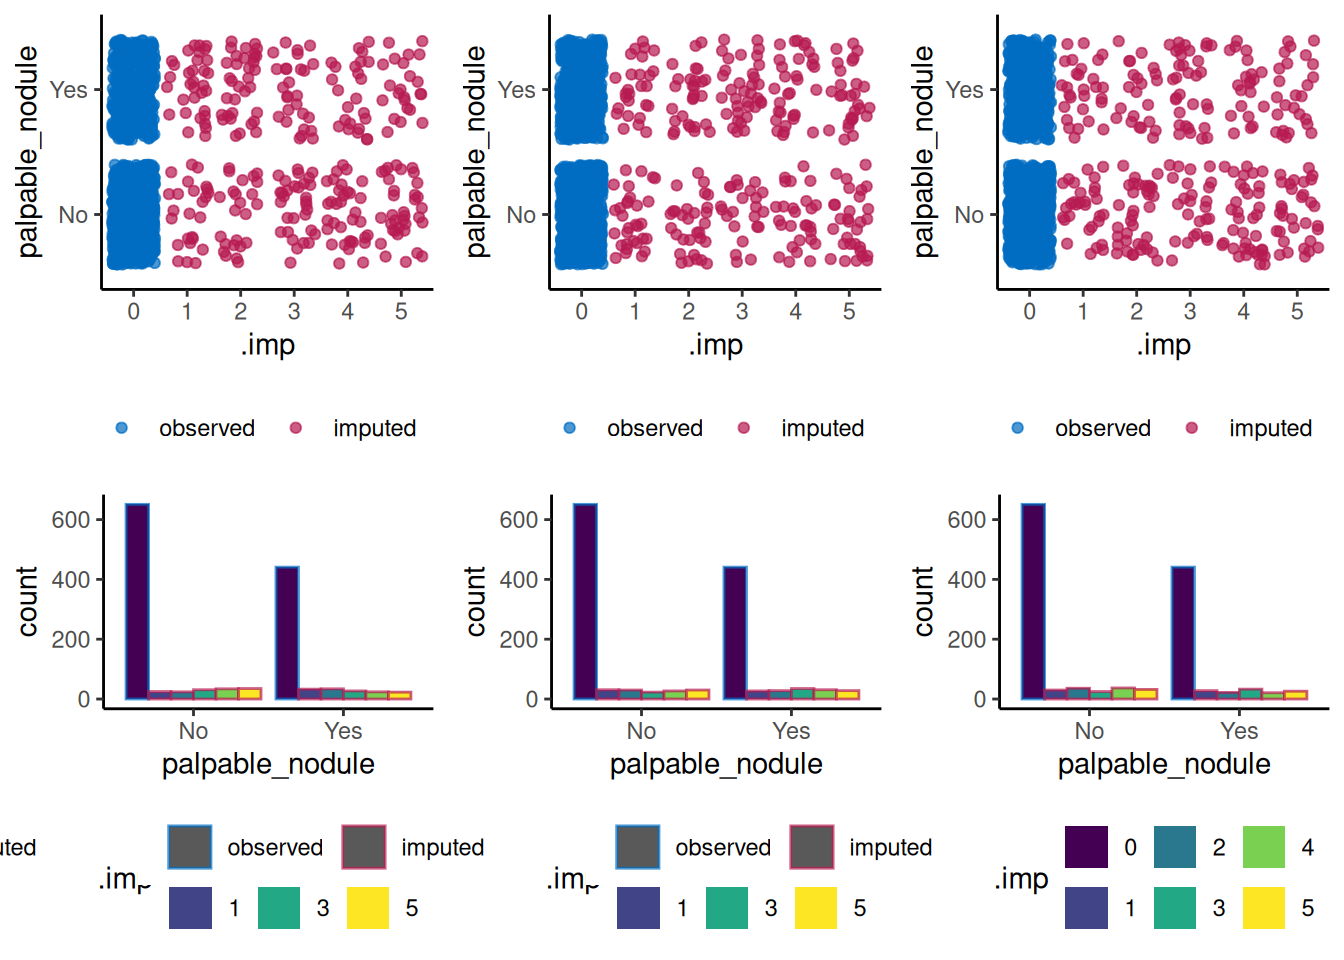 palpable_nodule
Yes
No
0 1 2 3 4 5
.imp
observed imputed
palpable_nodule
Yes
No
0 1 2 3 4 5
.imp
observed imputed
palpable_nodule
Yes
No
0 1 2 3 4 5
.imp
observed imputed
count
600
400
200
0
No Yes
palpable_nodule
count
600
400
200
0
No Yes
palpable_nodule
count
600
400
200
0
No Yes
palpable_nodule
uted
observed imputed
.imp
1 3 5
observed imputed
.imp
1 3 5
.imp
0 2 4
1 3 5